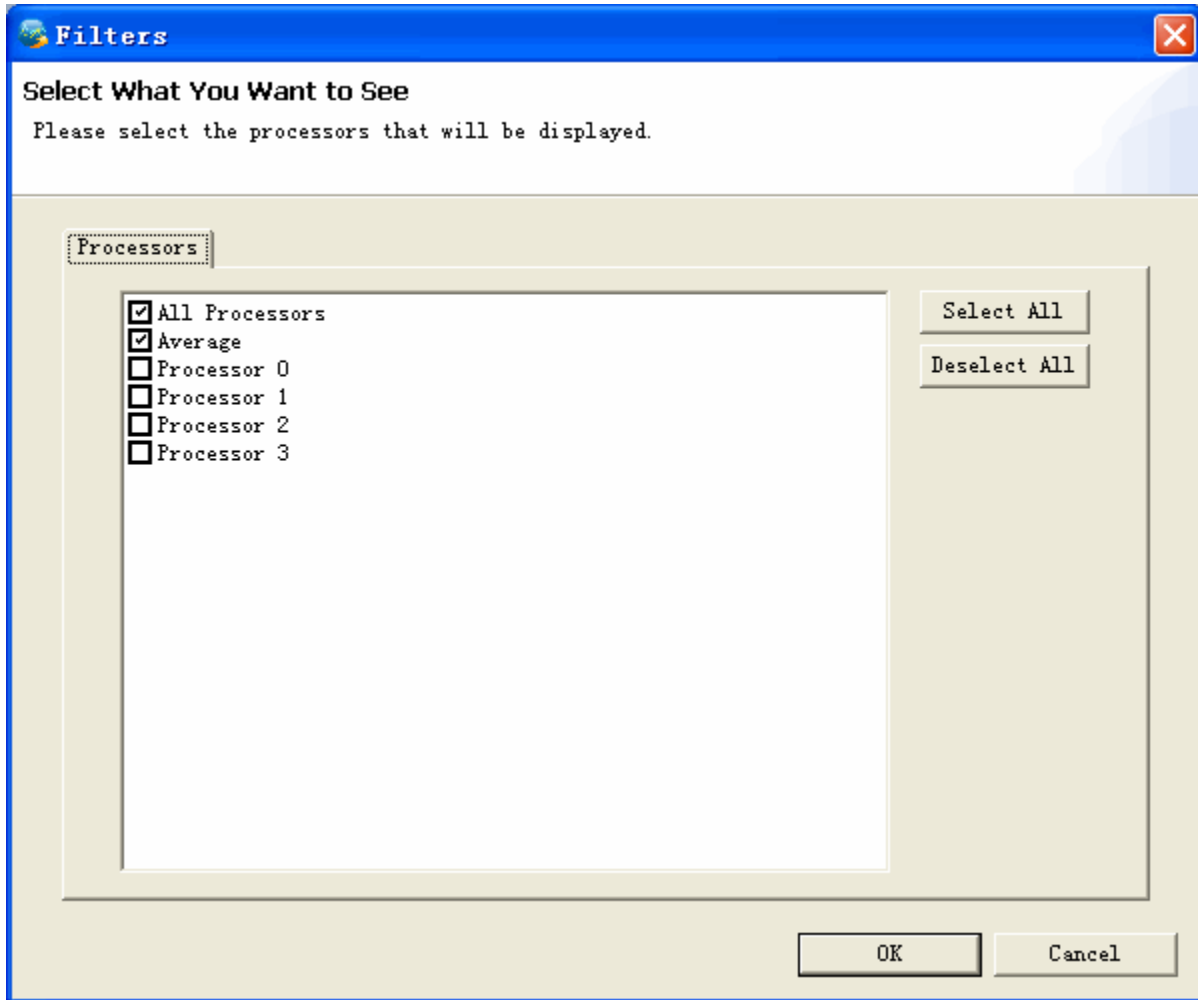 Filters
Select What You Want to See
Please select the processors that will be displayed.
Processors
All Processors
Average
Processor 0
Processor 1
Processor 2
Processor 3
Select All
Deselect All
OK
Cancel